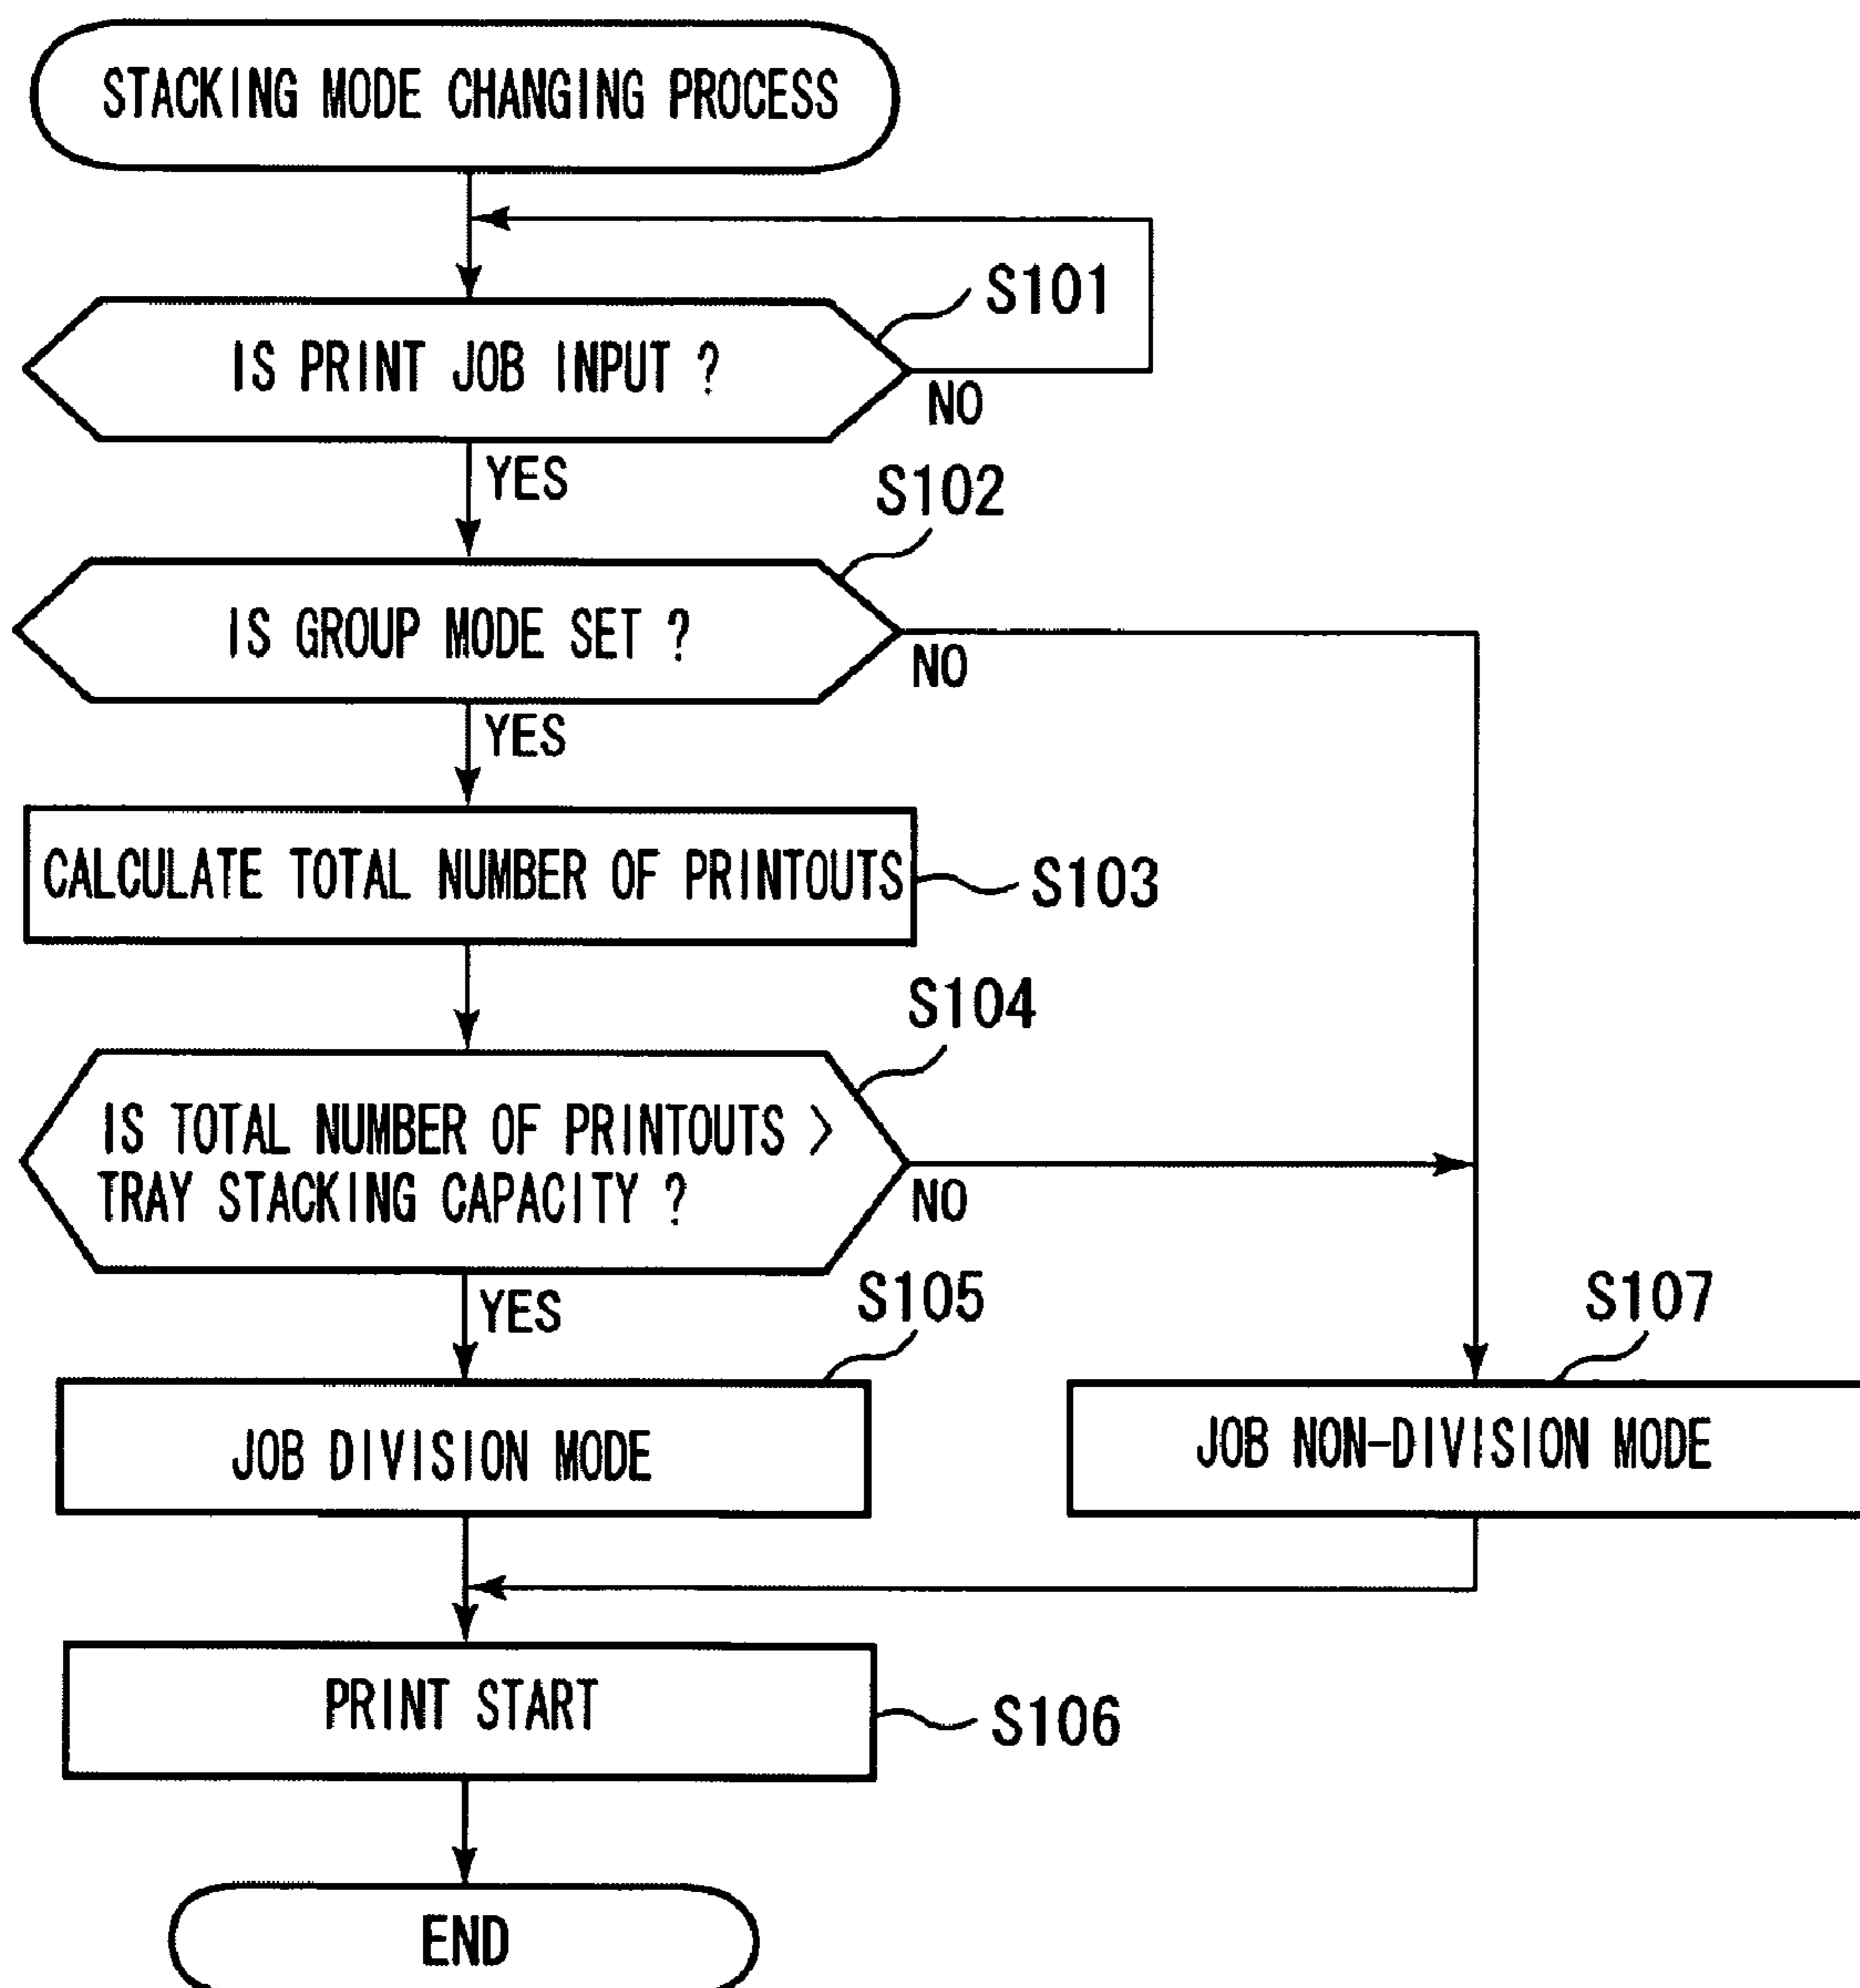 STACKING MODE CHANGING PROCESS
S101
IS PRINT JOB INPUT ?
NO
YES
S102
IS GROUP MODE SET ?
NO
YES
CALCULATE TOTAL NUMBER OF PRINTOUTS
S103
S104
IS TOTAL NUMBER OF PRINTOUTS >
TRAY STACKING CAPACITY ?
NO
YES
S105
S107
JOB DIVISION MODE
JOB NON-DIVISION MODE
PRINT START
S106
END